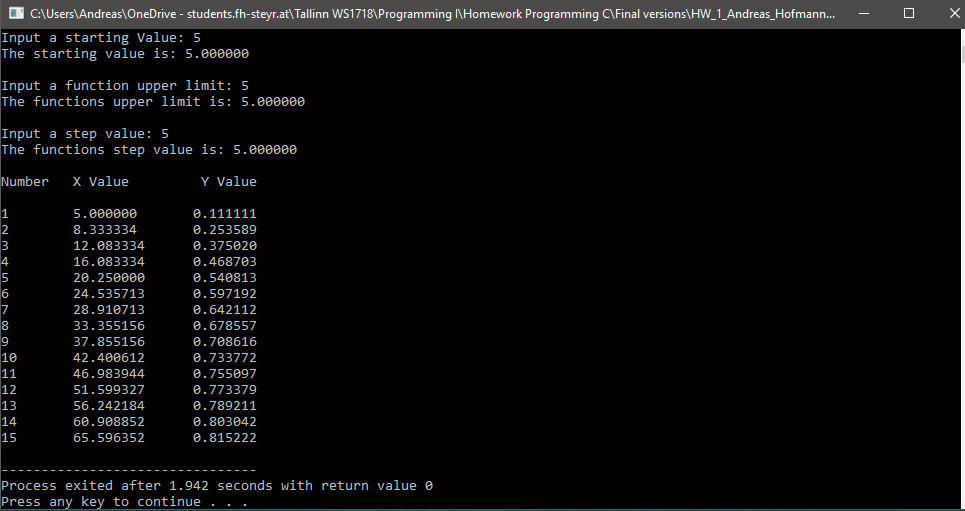 C:\Users\Andreas\OneDrive - students.fh-steyr.at\Tallinn WS1718\Programming I\Homework Programming C\Final versions\HW_1_Andreas_Hofmann...
Input a starting Value: 5
The starting value is: 5.000000
Input a function upper limit: 5
The functions upper limit is: 5.000000
Input a step value: 5
The functions step value is: 5.000000
Number X Value Y Value
1 5.000000 0.111111
2 8.333334 0.253589
3 12.083334 0.375020
4 16.083334 0.468703
5 20.250000 0.540813
6 24.535713 0.597192
7 28.910713 0.642112
8 33.355156 0.678557
9 37.855156 0.708616
10 42.400612 0.733772
11 46.983944 0.755097
12 51.599327 0.773379
13 56.242184 0.789211
14 60.908852 0.803042
15 65.596352 0.815222
--------------------------------
Process exited after 1.942 seconds with return value 0
Press any key to continue . . .